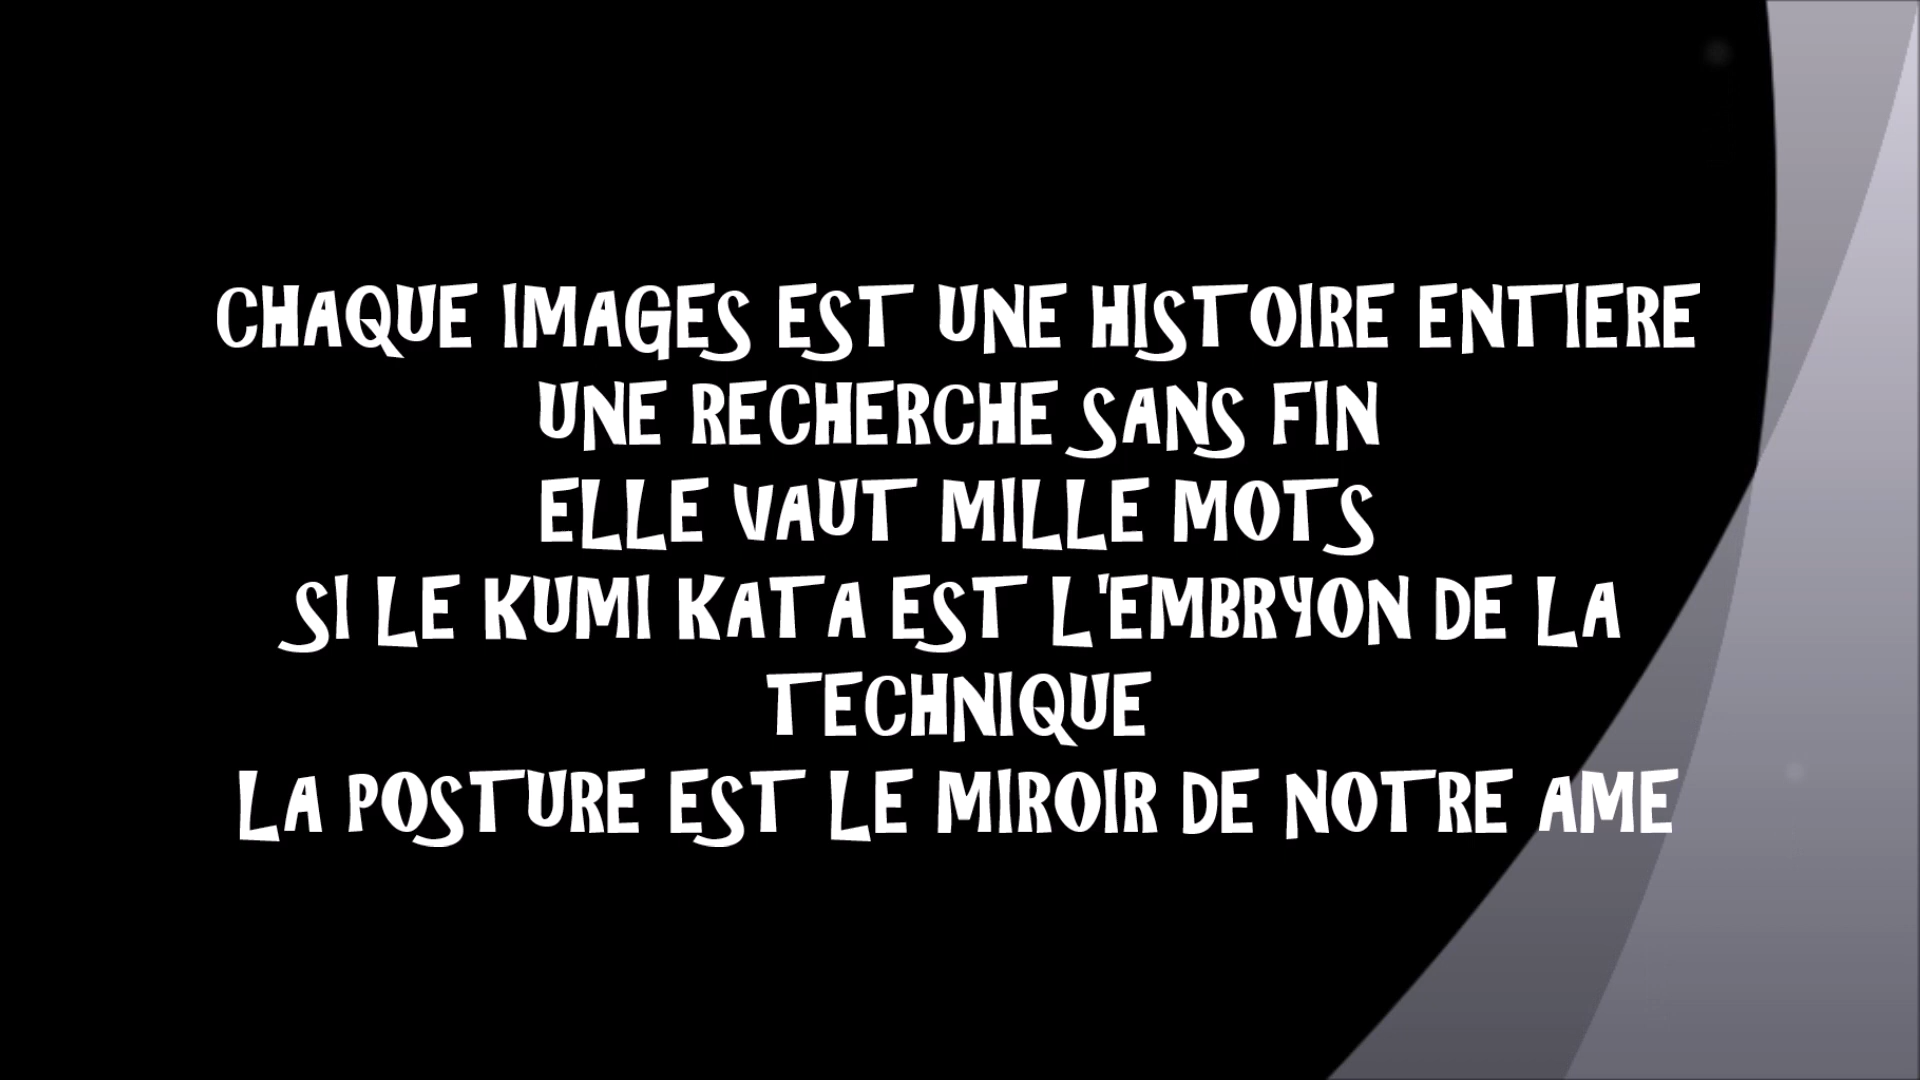 CHAQUE IMAGES EST UNE HISTOIRE ENTIERE
UNE RECHERCHE SANS FIN
ELLE VAUT MILLE MOTS
SI LE KUMI KATA EST L'EMBRYON DE LA
TECHNIQUE
LA POSTURE EST LE MIROIR DE NOTRE AME